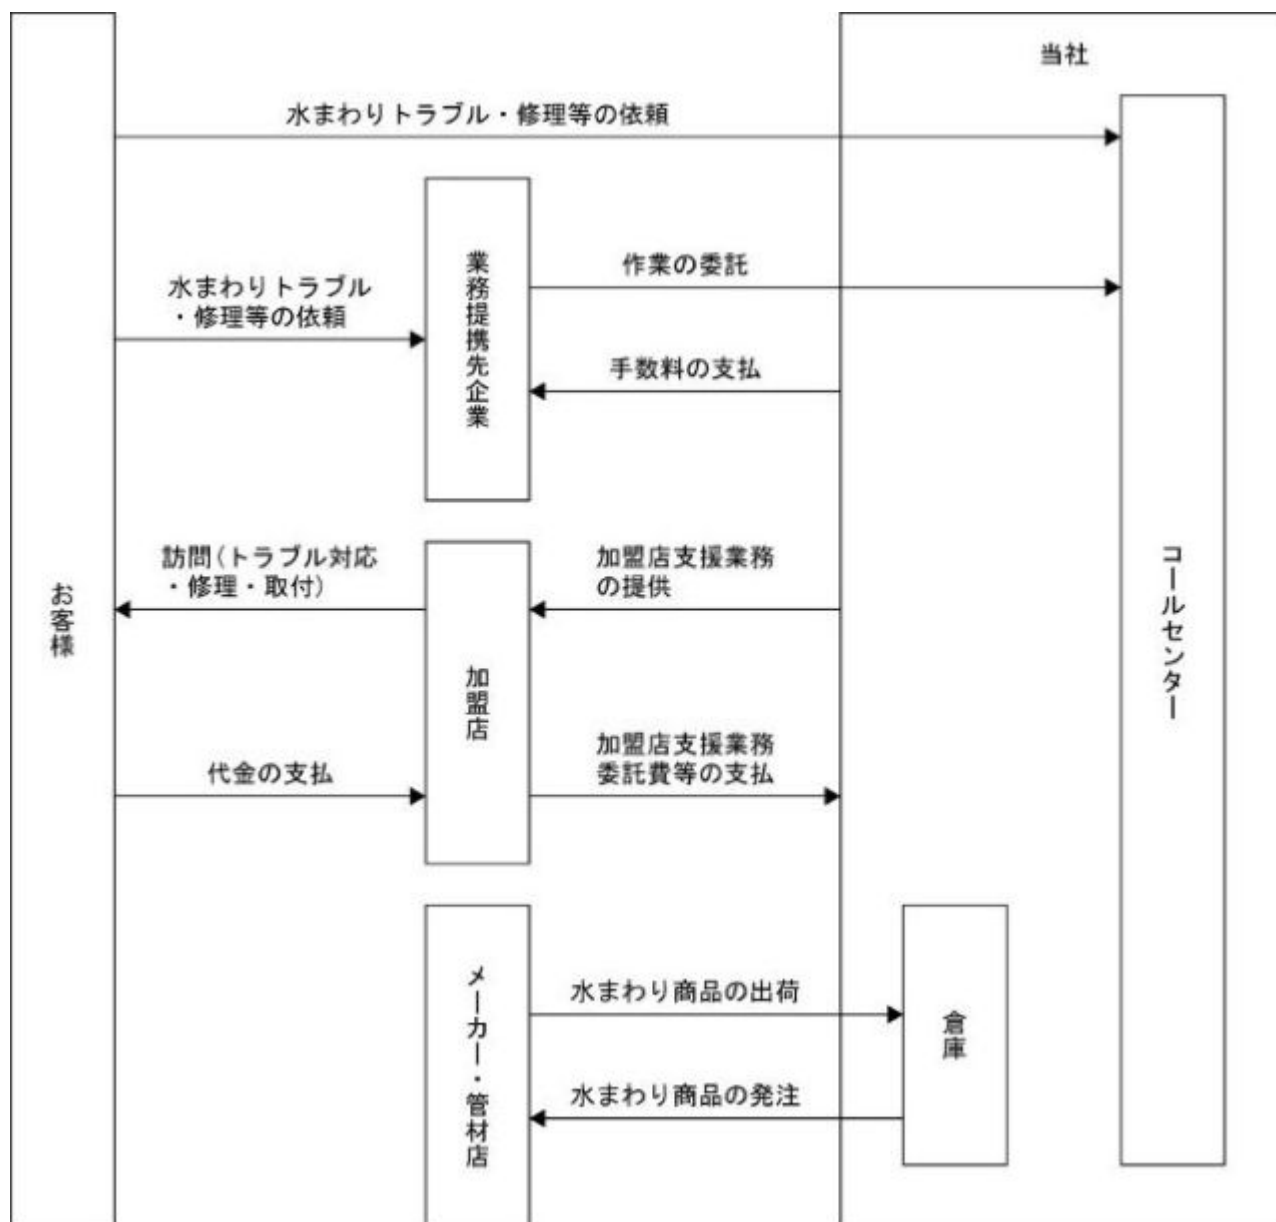 当社
水まわりトラブル・修理等の依頼
業務提携先企業
作業の委託
水まわりトラブル
・修理等の依頼
手数料の支払
訪問(トラブル対応
・修理・取付)
加盟店支援業務
の提供
お客様
コールセンター
加盟店
代金の支払
加盟店支援業務
委託費等の支払
メーカー・管材店
水まわり商品の出荷
倉庫
水まわり商品の発注